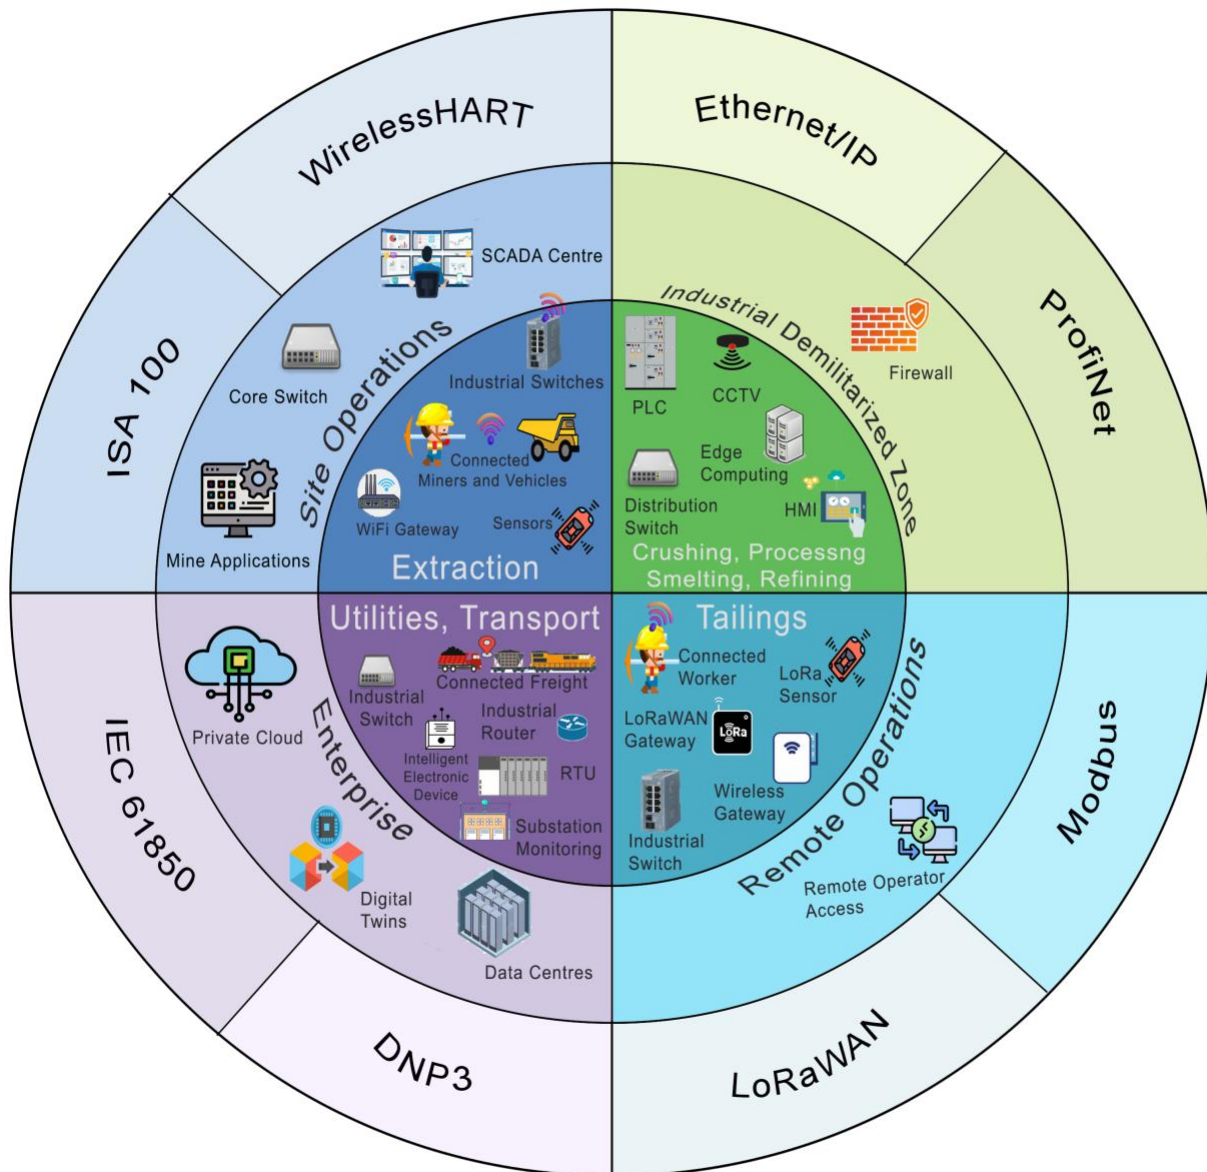 WirelessHART
Ethernet/IP
ISA 100
ProfiNet
SCADA Centre
Core Switch
Site Operations
Mine Applications
Industrial Demilitarized Zone
Firewall
Industrial Switches
Connected
Miners and Vehicles
WiFi Gateway
Sensors
Extraction
PLC
CCTV
Edge
Computing
Distribution
Switch
HMI
Crushing, Processng
Smelting, Refining
Utilities, Transport
Connected Freight
Industrial
Switch
Industrial
Router
Intelligent
Electronic
Device
RTU
Substation
Monitoring
Tailings
Connected
Worker
LoRa
Sensor
LoRaWAN
Gateway
LoRa
Wireless
Gateway
Industrial
Switch
Private Cloud
Enterprise
Digital
Twins
Data Centres
Remote Operations
Remote Operator
Access
IEC 61850
Modbus
DNP3
LoRaWAN